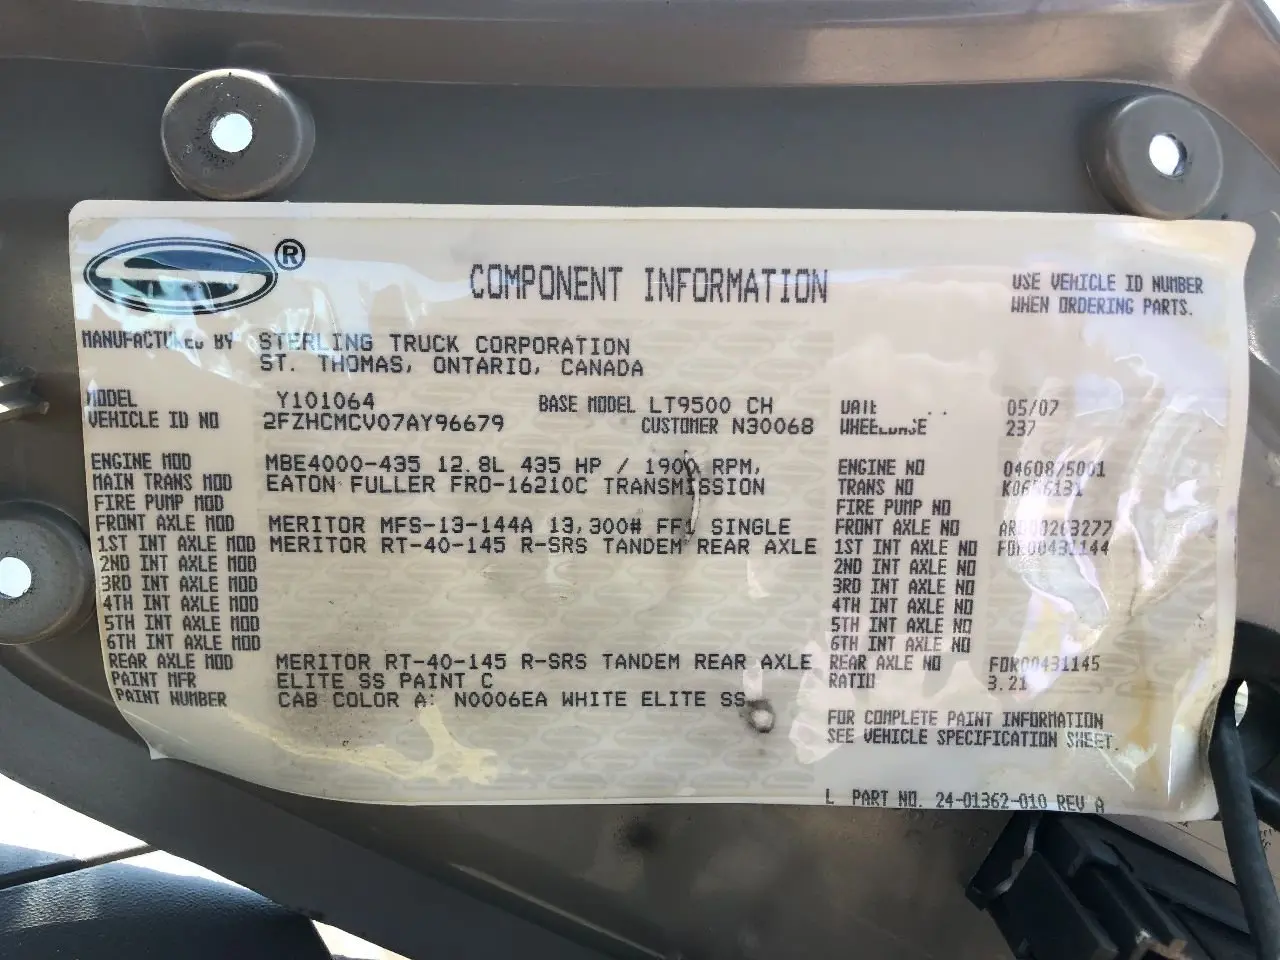 ®
COMPONENT INFORMATION
USE VEHICLE ID NUMBER
WHEN ORDERING PARTS.
MANUFACTURED BY STERLING TRUCK CORPORATION
ST. THOMAS, ONTARIO, CANADA
MODEL Y101064 BASE MODEL LT9500 CH 05/07
VEHICLE ID NO 2FZHCMCV07AY96679 CUSTOMER N30068 WHEELBASE 237
ENGINE MOD MBE4000-435 12.8L 435 HP / 1900 RPM, ENGINE NO
MAIN TRANS MOD EATON FULLER FRO-16210C TRANSMISSION TRANS NO
FIRE PUMP MOD FIRE PUMP NO
FRONT AXLE MOD MERITOR MFS-13-144A 13,300# FF1 SINGLE FRONT AXLE NO
1ST INT AXLE MOD MERITOR RT-40-145 R-SRS TANDEM REAR AXLE 1ST INT AXLE NO FDR00431144
2ND INT AXLE MOD 2ND INT AXLE NO
3RD INT AXLE MOD 3RD INT AXLE NO
4TH INT AXLE MOD 4TH INT AXLE NO
5TH INT AXLE MOD 5TH INT AXLE NO
6TH INT AXLE MOD 6TH INT AXLE NO
REAR AXLE MOD MERITOR RT-40-145 R-SRS TANDEM REAR AXLE REAR AXLE NO FDR00431145
PAINT MFR ELITE SS PAINT C RATIO 3.21
PAINT NUMBER CAB COLOR A: N0006EA WHITE ELITE SS
FOR COMPLETE PAINT INFORMATION
SEE VEHICLE SPECIFICATION SHEET.
L PART NO. 24-01362-010 REV A